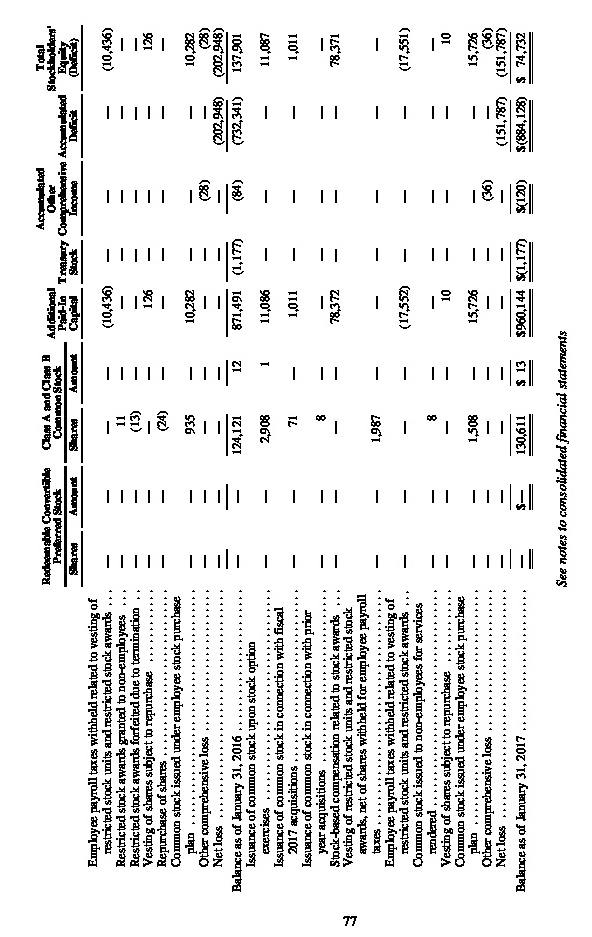 Redeemable Convertible Preferred Stock | Class A and Class B Common Stock | Additional Paid-In Capital | Treasury Stock | Accumulated Other Comprehensive Income | Accumulated Deficit | Total Stockholders' Equity (Deficit)
Shares | Amount | Shares | Amount
Employee payroll taxes withheld related to vesting of
restricted stock units and restricted stock awards ... — — — — (10,436) — — — (10,436)
Restricted stock awards granted to non-employees ... — — 11 — — — — — —
Restricted stock awards forfeited due to termination .. — — (13) — — — — — —
Vesting of shares subject to repurchase ............... — — — — 126 — — — 126
Repurchase of shares ............... — — (24) — — — — — —
Common stock issued under employee stock purchase
plan ............... — — 935 — 10,282 — — — 10,282
Other comprehensive loss ............... — — — — — — (28) — (28)
Net loss ............... — — — — — — — (202,948) (202,948)
Balance as of January 31, 2016 ............... — — 124,121 12 871,491 (1,177) (84) (732,341) 137,901
Issuance of common stock upon stock option
exercises ............... — — 2,908 1 11,086 — — — 11,087
Issuance of common stock in connection with fiscal
2017 acquisitions ............... — — 71 — 1,011 — — — 1,011
Issuance of common stock in connection with prior
year acquisitions ............... — — 8 — — — — — —
Stock-based compensation related to stock awards ... — — — — 78,372 — — — 78,371
Vesting of restricted stock units and restricted stock
awards, net of shares withheld for employee payroll
taxes ............... — — 1,987 — — — — — —
Employee payroll taxes withheld related to vesting of
restricted stock units and restricted stock awards ... — — — — (17,552) — — — (17,551)
Common stock issued to non-employees for services
rendered ............... — — 8 — — — — — —
Vesting of shares subject to repurchase ............... — — — — 10 — — — 10
Common stock issued under employee stock purchase
plan ............... — — 1,508 — 15,726 — — — 15,726
Other comprehensive loss ............... — — — — — — (36) — (36)
Net loss ............... — — — — — — — (151,787) (151,787)
Balance as of January 31, 2017 ............... — $— 130,611 $ 13 $960,144 $(1,177) $(120) $(884,128) $ 74,732
See notes to consolidated financial statements
77